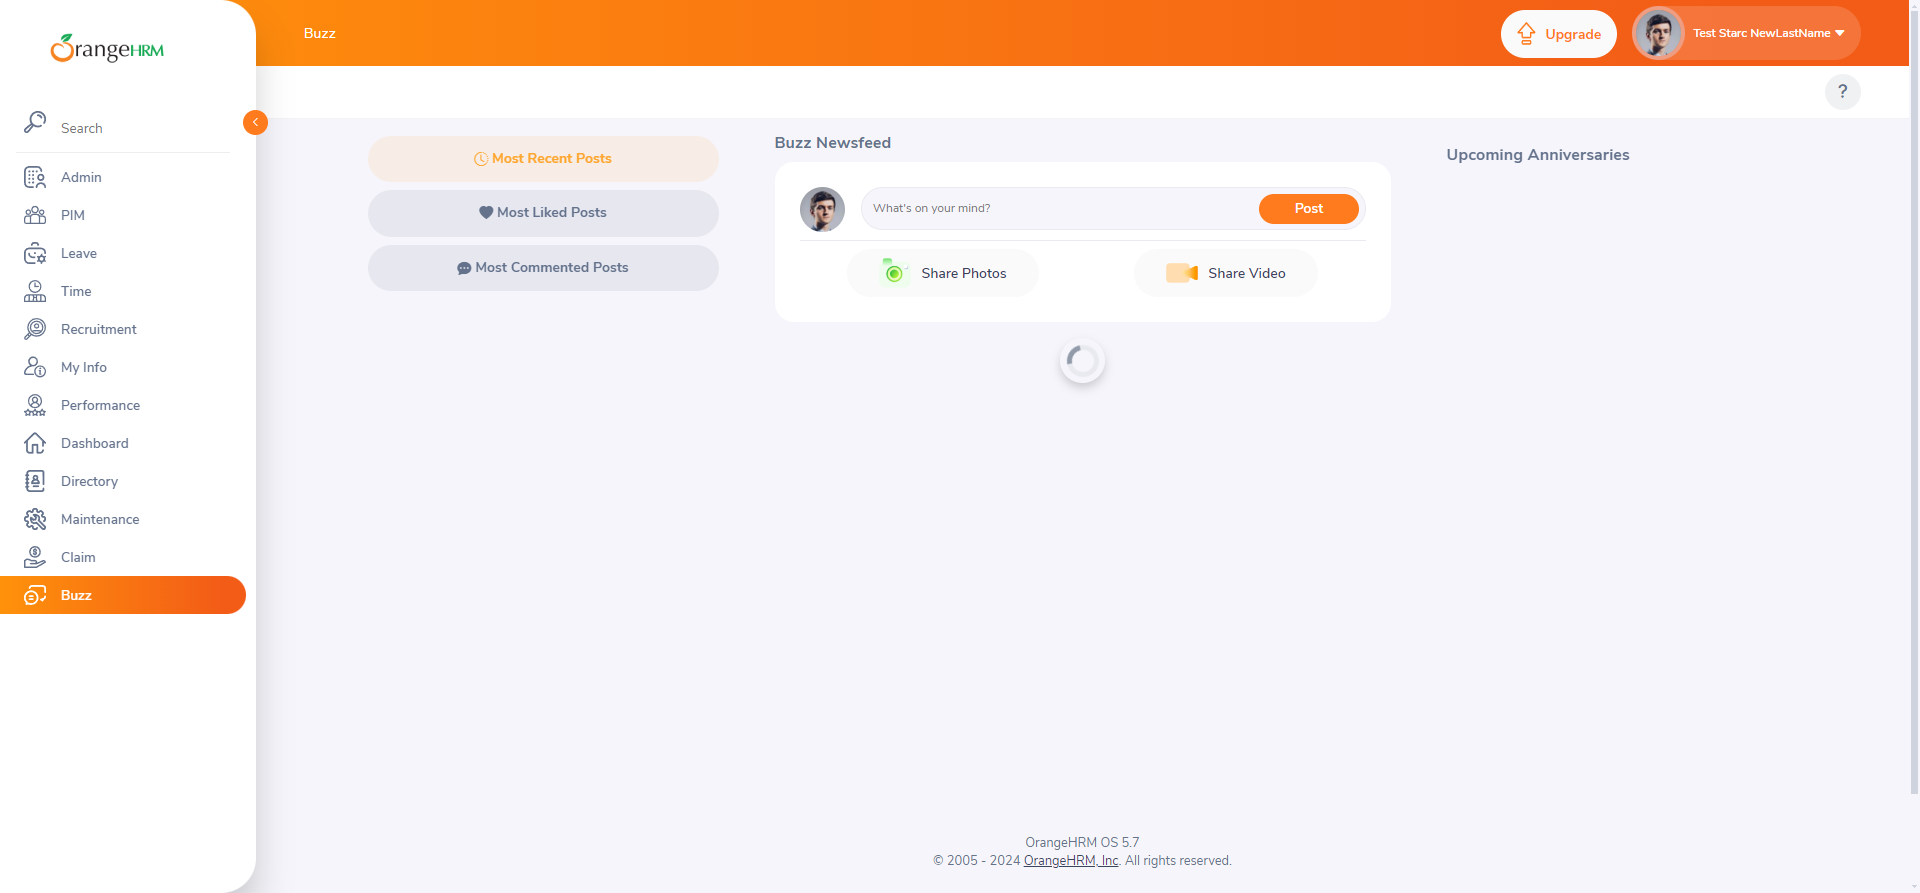 OrangeHRM
Search
Admin
PIM
Leave
Time
Recruitment
My Info
Performance
Dashboard
Directory
Maintenance
Claim
Buzz
Buzz
Upgrade
Test Starc NewLastName
?
Most Recent Posts
Most Liked Posts
Most Commented Posts
Buzz Newsfeed
What's on your mind?
Post
Share Photos
Share Video
Upcoming Anniversaries
OrangeHRM OS 5.7
© 2005 - 2024 OrangeHRM, Inc. All rights reserved.